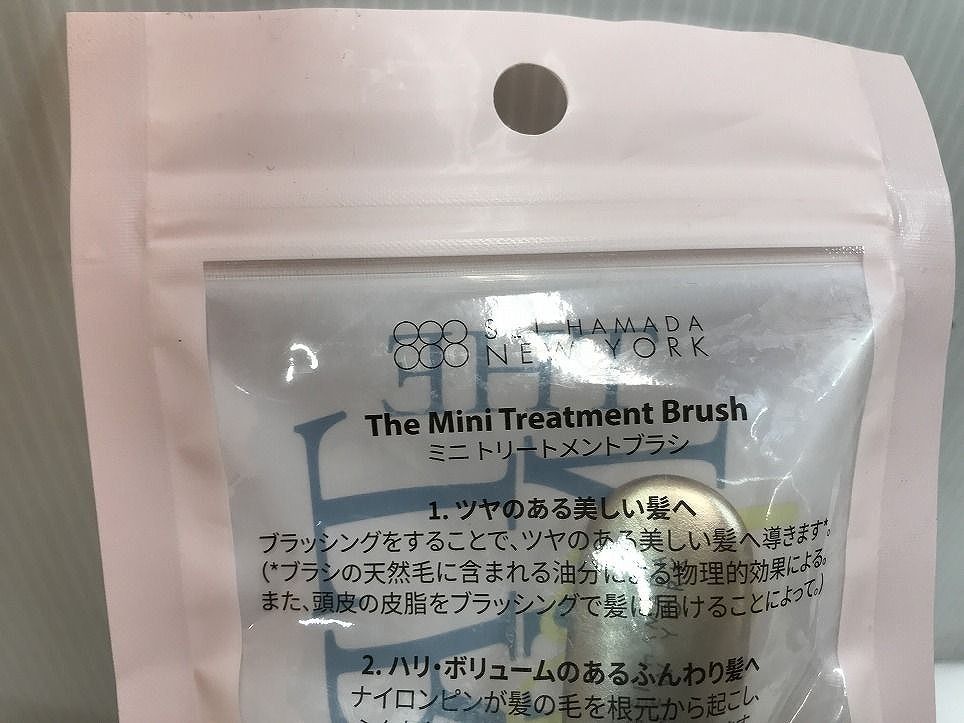 HAMADA
NEW YORK
The Mini Treatment Brush
ミニ トリートメントブラシ
1. ツヤのある美しい髪へ
ブラッシングをすることで、ツヤのある美しい髪へ導きます*。
(*ブラシの天然毛に含まれる油分による物理的効果による。
また、頭皮の皮脂をブラッシングで髪に届けることによって。)
2. ハリ・ボリュームのあるふんわり髪へ
ナイロンピンが髪の毛を根元から起こし